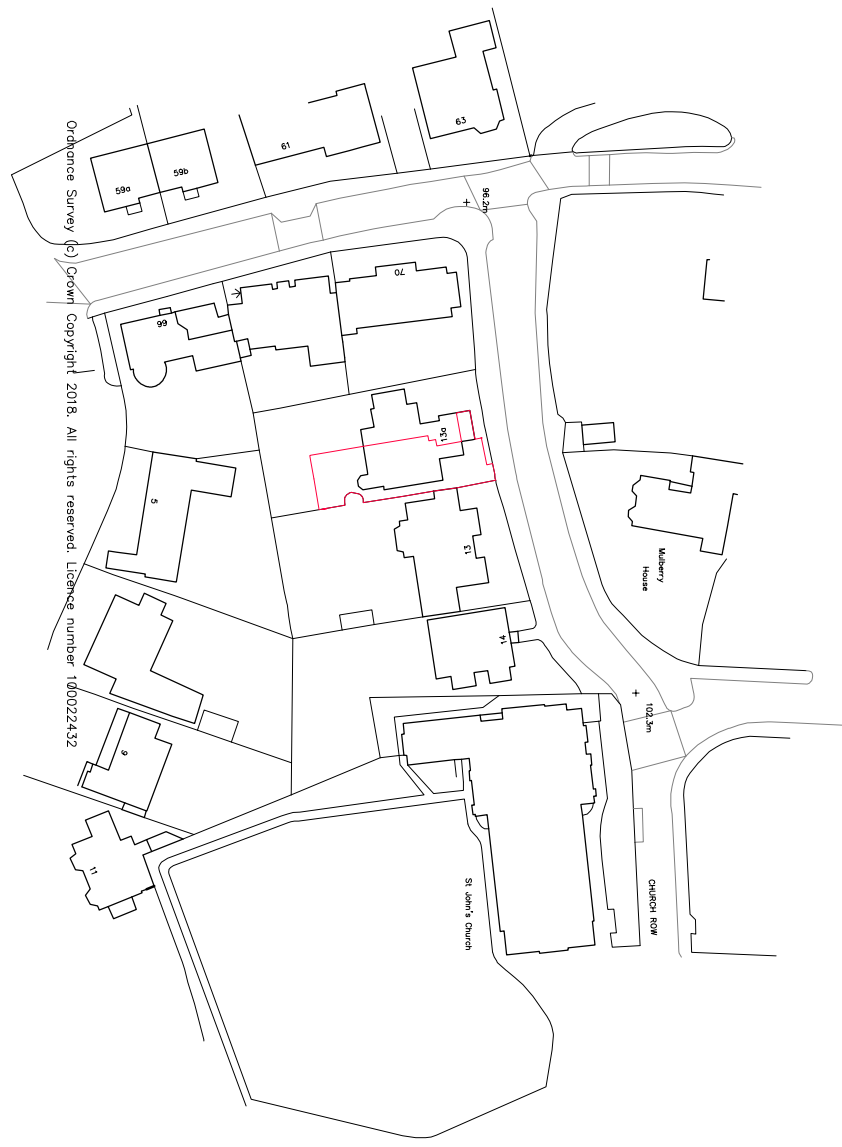 63
61
59b
59a
96.2m
70
66
13a
5
13
Mulberry
House
14
102.3m
9
11
St John's Church
CHURCH ROW
Ordnance Survey (c) Crown Copyright 2018. All rights reserved. Licence number 100022432